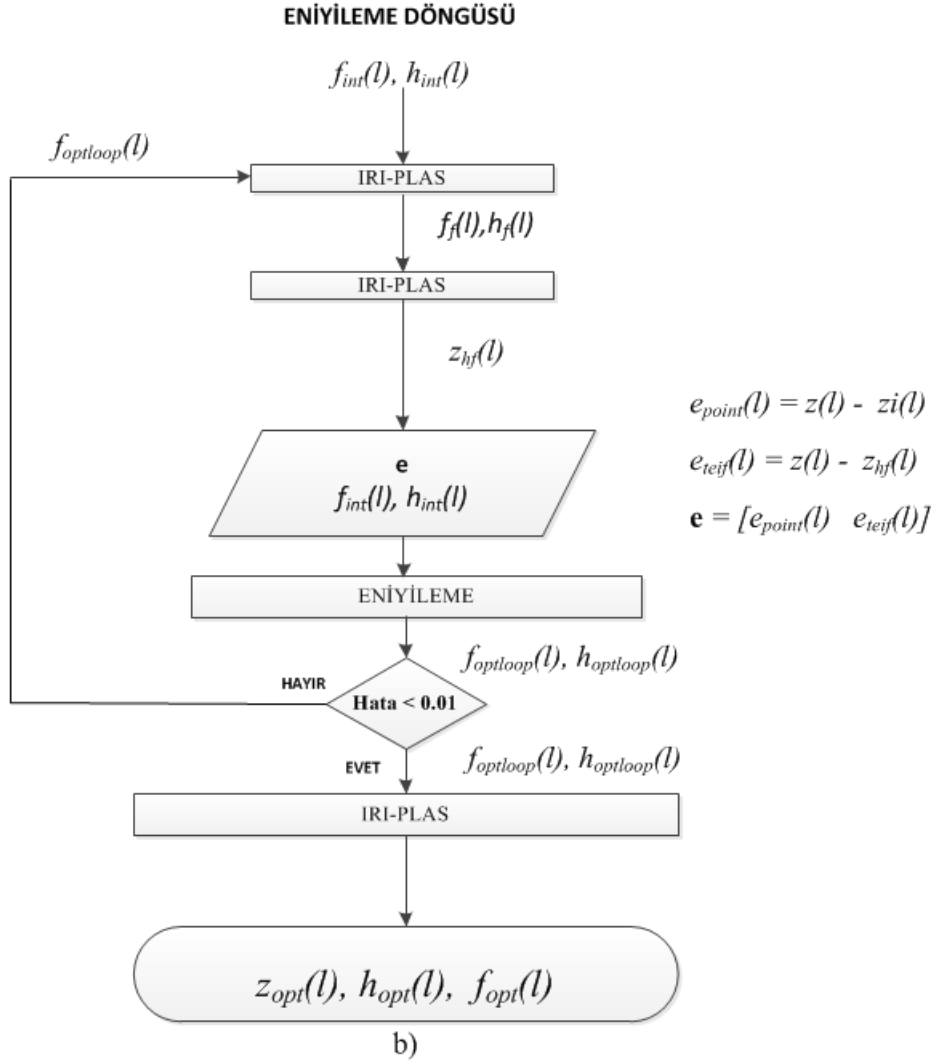 ENİYİLEME DÖNGÜSÜ
f_int(l), h_int(l)
f_optloop(l)
IRI-PLAS
f_f(l),h_f(l)
IRI-PLAS
z_hf(l)
e_point(l) = z(l) - zi(l)
e_teif(l) = z(l) - z_hf(l)
e = [e_point(l) e_teif(l)]
e
f_int(l), h_int(l)
ENİYİLEME
f_optloop(l), h_optloop(l)
HAYIR
Hata < 0.01
EVET
f_optloop(l), h_optloop(l)
IRI-PLAS
z_opt(l), h_opt(l), f_opt(l)
b)